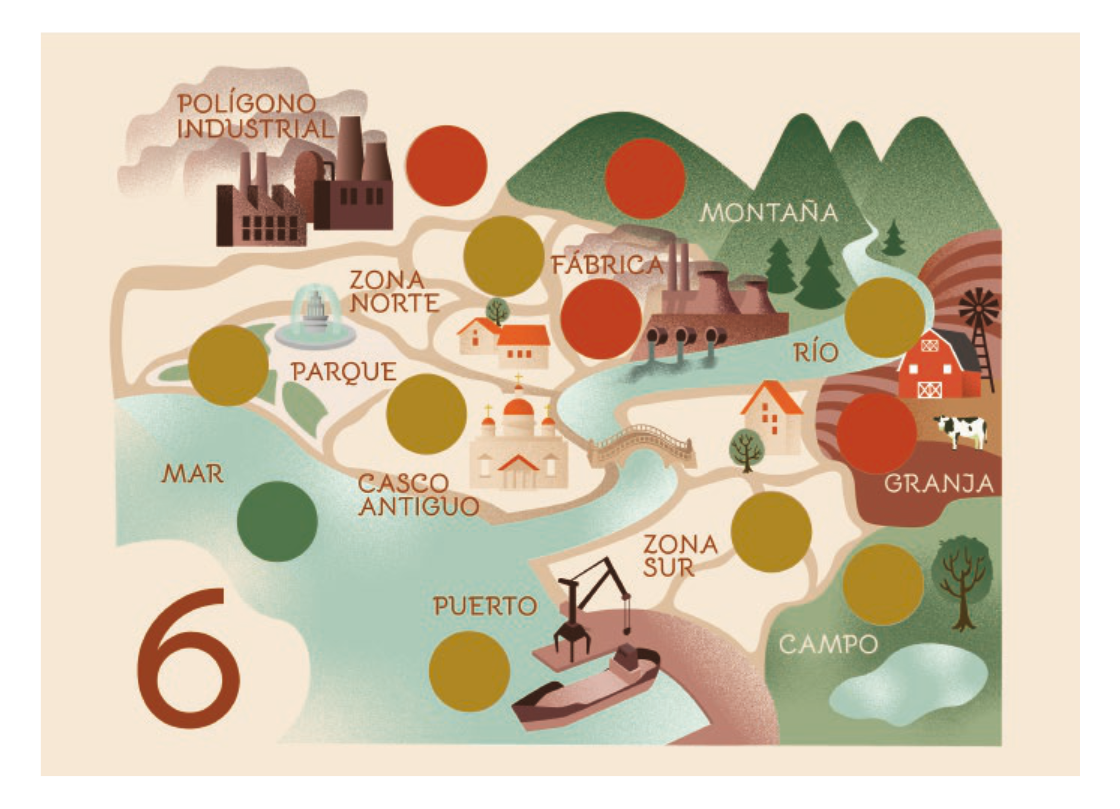 POLÍGONO
INDUSTRIAL
MONTAÑA
FÁBRICA
ZONA
NORTE
RÍO
PARQUE
MAR
CASCO
ANTIGUO
GRANJA
ZONA
SUR
PUERTO
CAMPO
6